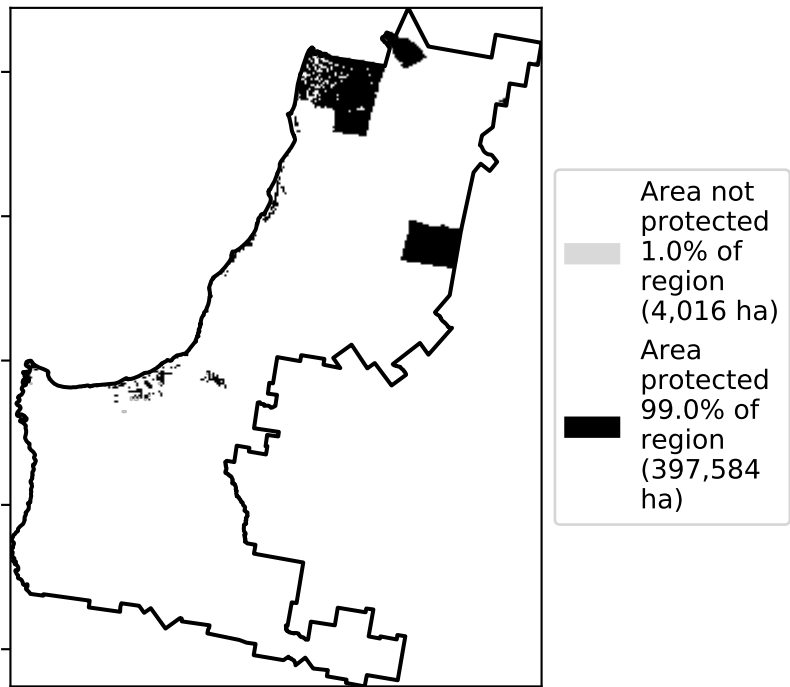 Area not
protected
1.0% of
region
(4,016 ha)
Area
protected
99.0% of
region
(397,584
ha)